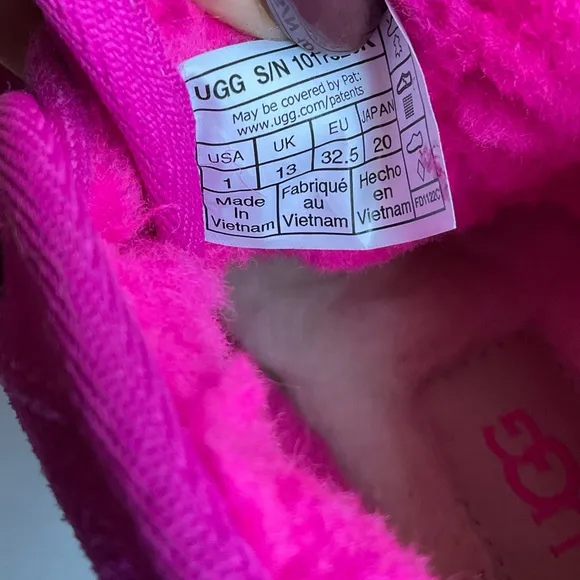 UGG S/N
May be covered by Pat:
www.ugg.com/patents
USA UK EU JAPAN
1 13 32.5 20
Made in Vietnam
Fabriqué au Vietnam
Hecho en Vietnam
FD1122C
UGG